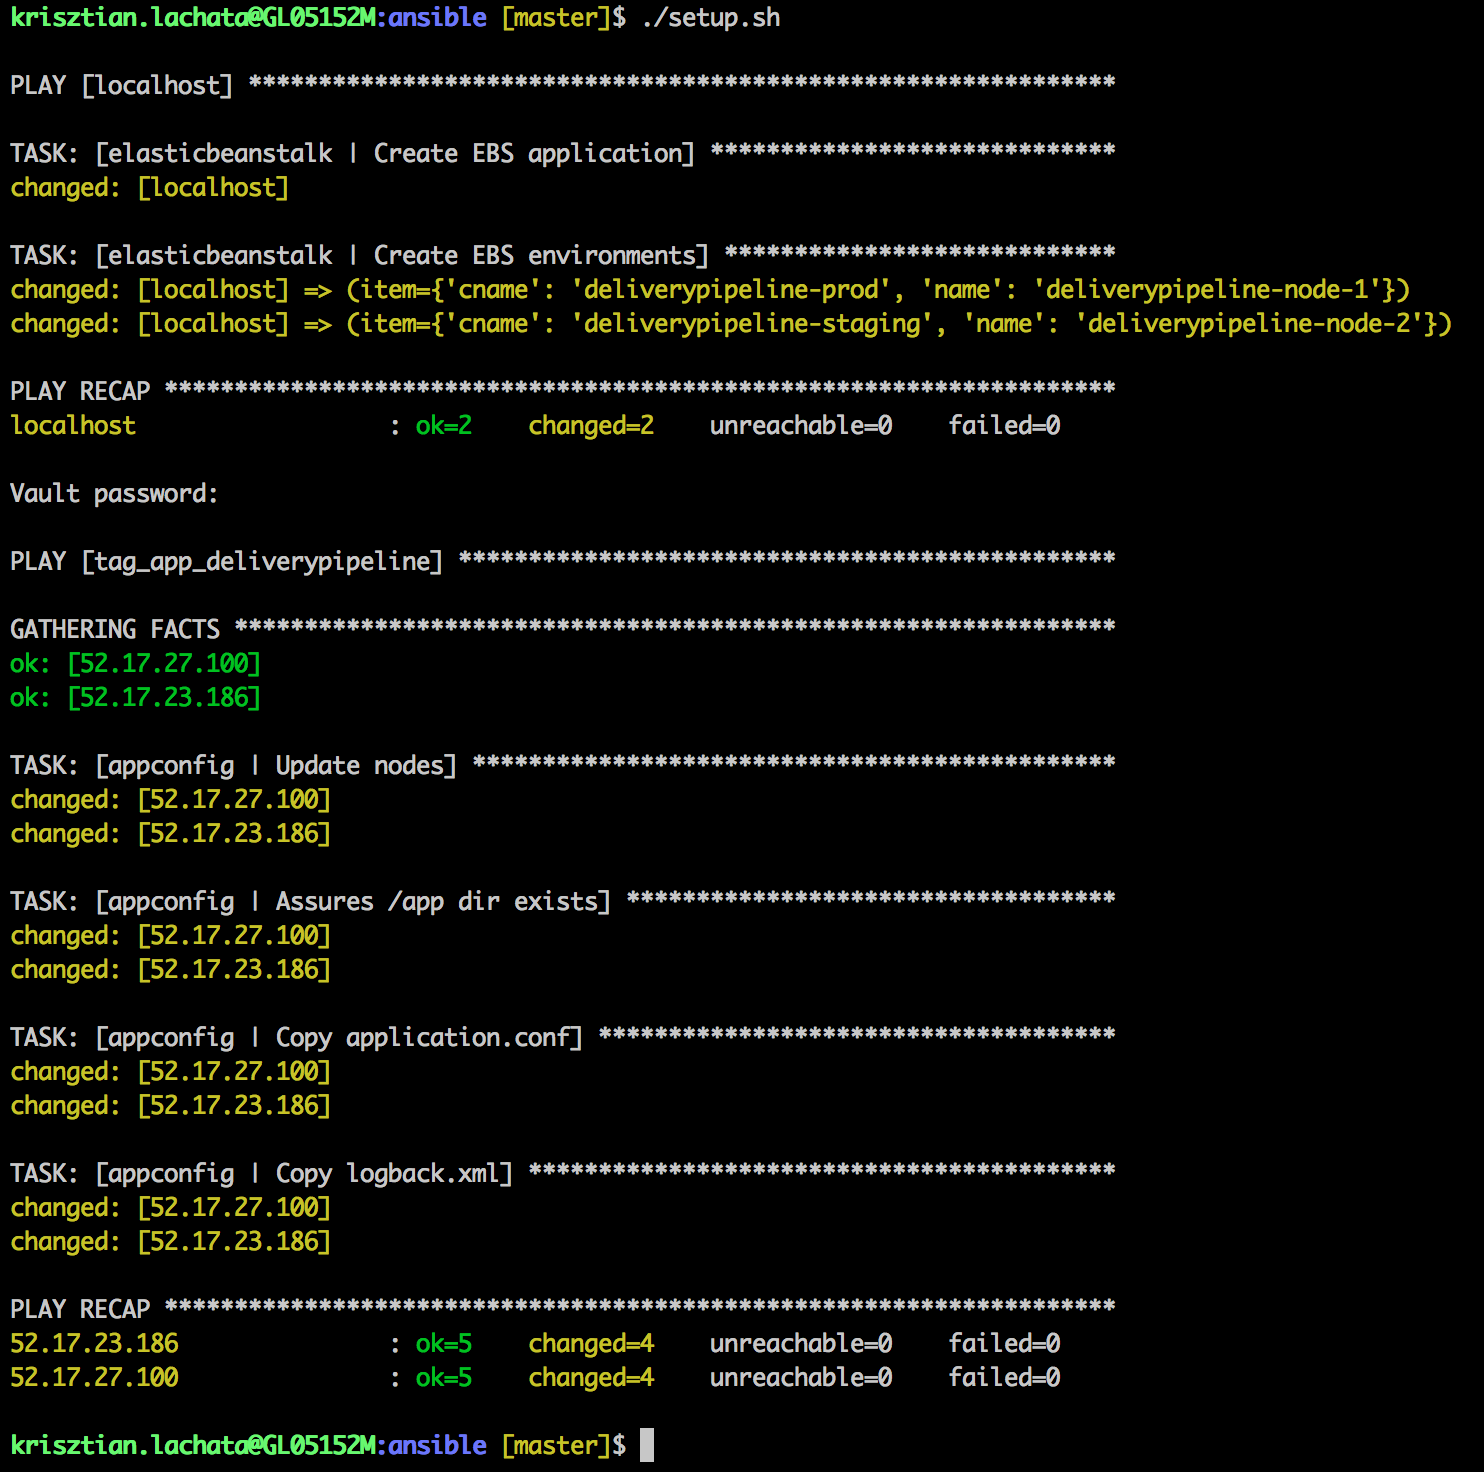 krisztian.lachata@GL05152M:ansible [master]$ ./setup.sh
PLAY [localhost] **************************************************************
TASK: [elasticbeanstalk | Create EBS application] *****************************
changed: [localhost]
TASK: [elasticbeanstalk | Create EBS environments] ****************************
changed: [localhost] => (item={'cname': 'deliverypipeline-prod', 'name': 'deliverypipeline-node-1'})
changed: [localhost] => (item={'cname': 'deliverypipeline-staging', 'name': 'deliverypipeline-node-2'})
PLAY RECAP ********************************************************************
localhost                  : ok=2    changed=2    unreachable=0    failed=0
Vault password:
PLAY [tag_app_deliverypipeline] ***********************************************
GATHERING FACTS ***************************************************************
ok: [52.17.27.100]
ok: [52.17.23.186]
TASK: [appconfig | Update nodes] **********************************************
changed: [52.17.27.100]
changed: [52.17.23.186]
TASK: [appconfig | Assures /app dir exists] ***********************************
changed: [52.17.27.100]
changed: [52.17.23.186]
TASK: [appconfig | Copy application.conf] *************************************
changed: [52.17.27.100]
changed: [52.17.23.186]
TASK: [appconfig | Copy logback.xml] ******************************************
changed: [52.17.27.100]
changed: [52.17.23.186]
PLAY RECAP ********************************************************************
52.17.23.186               : ok=5    changed=4    unreachable=0    failed=0
52.17.27.100               : ok=5    changed=4    unreachable=0    failed=0
krisztian.lachata@GL05152M:ansible [master]$